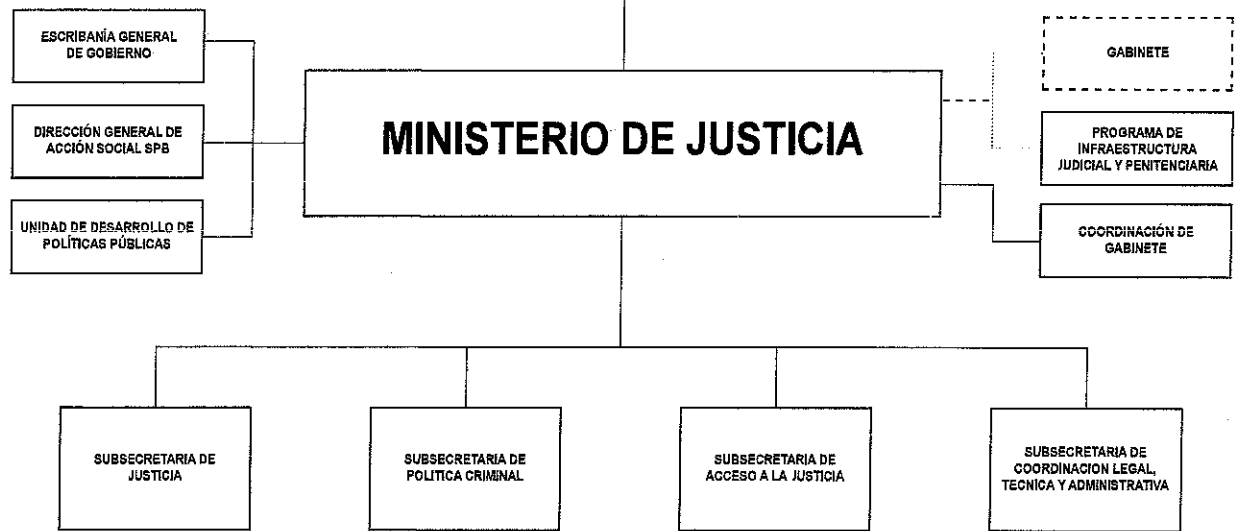 ESCRIBANÍA GENERAL
DE GOBIERNO
DIRECCIÓN GENERAL DE
ACCIÓN SOCIAL SPB
UNIDAD DE DESARROLLO DE
POLÍTICAS PÚBLICAS
MINISTERIO DE JUSTICIA
GABINETE
PROGRAMA DE
INFRAESTRUCTURA
JUDICIAL Y PENITENCIARIA
COORDINACIÓN DE
GABINETE
SUBSECRETARIA DE
JUSTICIA
SUBSECRETARIA DE
POLITICA CRIMINAL
SUBSECRETARIA DE
ACCESO A LA JUSTICIA
SUBSECRETARIA DE
COORDINACION LEGAL,
TECNICA Y ADMINISTRATIVA